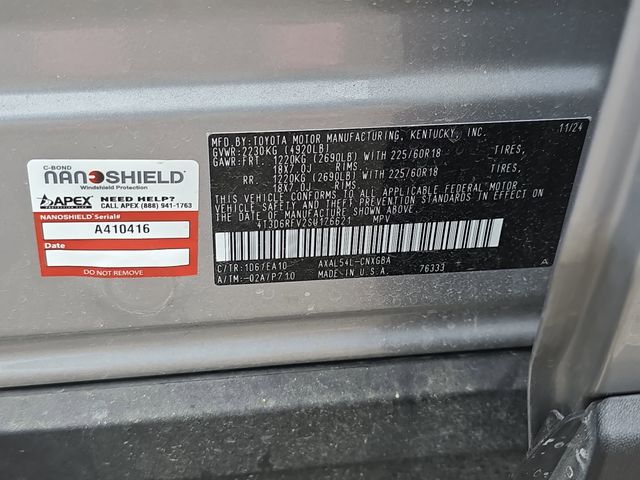 C-BOND
NANOSHIELD
Windshield Protection
APEX NEED HELP?
CALL APEX (888) 941-1763
NANOSHIELD Serial#
A410416
Date:
MFD.BY:TOYOTA MOTOR MANUFACTURING, KENTUCKY, INC. 11/24
GVWR:2230KG (4920LB)
GAWR:FRT. 1220KG (2690LB) WITH 225/60R18 TIRES,
18X7.0J RIMS
RR. 1220KG (2690LB) WITH 225/60R18 TIRES,
18X7.0J RIMS
THIS VEHICLE CONFORMS TO ALL APPLICABLE FEDERAL MOTOR
VEHICLE SAFETY AND THEFT PREVENTION STANDARDS IN EFFECT ON
THE DATE OF MANUFACTURE SHOWN ABOVE.
4T3D6RFV2SU176621 MPV
C/TR:1D6/EA10 AXAL54L-CNXGBA
A/TM:-02A/P710 MADE IN U.S.A. 76333 A